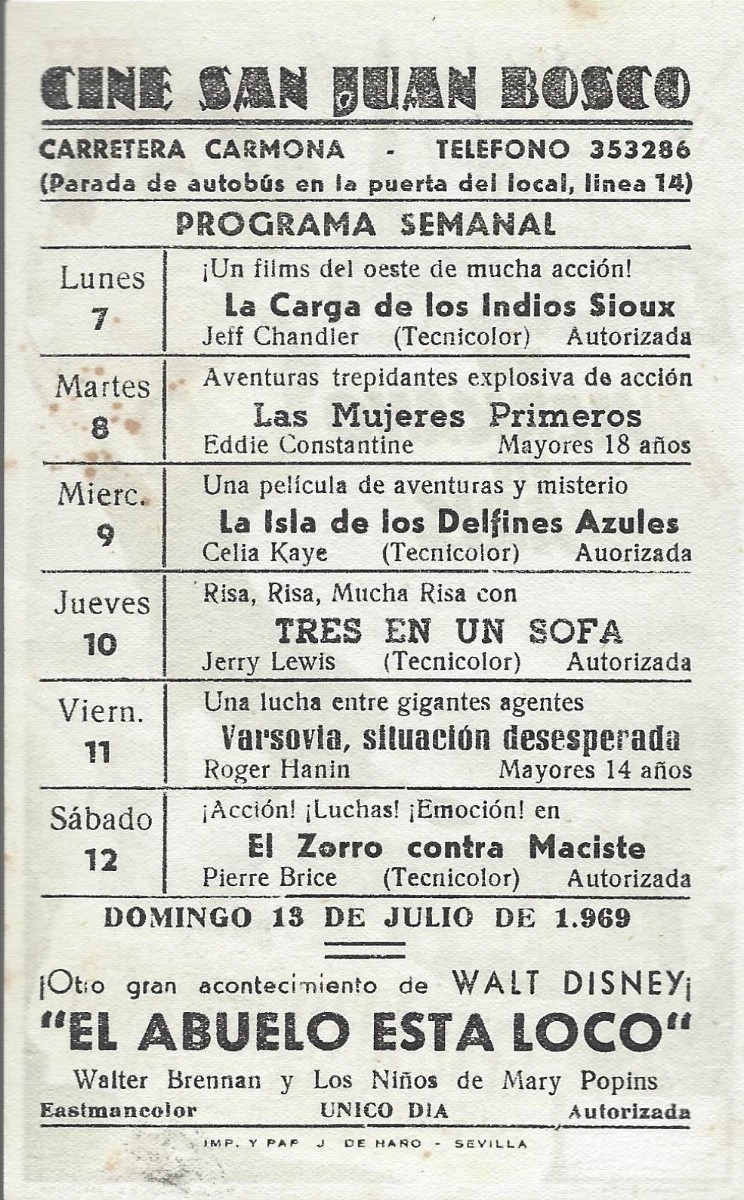 CINE SAN JUAN BOSCO
CARRETERA CARMONA - TELEFONO 353286
(Parada de autobús en la puerta del local, linea 14)
PROGRAMA SEMANAL
Lunes
7
¡Un films del oeste de mucha acción!
La Carga de los Indios Sioux
Jeff Chandler (Tecnicolor) Autorizada
Martes
8
Aventuras trepidantes explosiva de acción
Las Mujeres Primeros
Eddie Constantine Mayores 18 años
Mierc.
9
Una película de aventuras y misterio
La Isla de los Delfines Azules
Celia Kaye (Tecnicolor) Auorizada
Jueves
10
Risa, Risa, Mucha Risa con
TRES EN UN SOFA
Jerry Lewis (Tecnicolor) Autorizada
Viern.
11
Una lucha entre gigantes agentes
Varsovia, situación desesperada
Roger Hanin Mayores 14 años
Sábado
12
¡Acción! ¡Luchas! ¡Emoción! en
El Zorro contra Maciste
Pierre Brice (Tecnicolor) Autorizada
DOMINGO 13 DE JULIO DE 1.969
¡Otro gran acontecimiento de WALT DISNEY¡
"EL ABUELO ESTA LOCO"
Walter Brennan y Los Niños de Mary Popins
Eastmancolor UNICO DIA Autorizada
IMP. Y PAP J DE HARO - SEVILLA